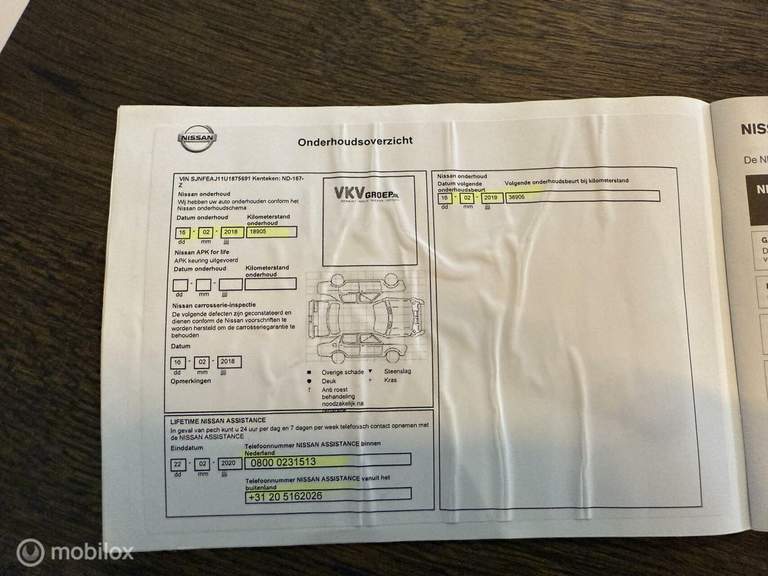 NISSAN
Onderhoudsoverzicht
VIN SJNFEAJ11U1875691 Kenteken: ND-167-
Z
Nissan onderhoud
Wij hebben uw auto onderhouden conform het
Nissan onderhoudschema
Datum onderhoud Kilometerstand
onderhoud
16 - 02 - 2018 18905
dd mm jjjj
Nissan APK for life
APK keuring uitgevoerd
Datum onderhoud Kilometerstand
onderhoud
dd mm jjjj
Nissan carrosserie-inspectie
De volgende defecten zijn geconstateerd en
dienen conform de Nissan voorschriften te
worden hersteld om de carrosseriegarantie te
behouden
Datum
16 - 02 - 2018
dd mm jjjj
Opmerkingen
VKVGROEP.NL
Overige schade Steenslag
Deuk Kras
Anti roest
behandeling
noodzakelijk na
LIFETIME NISSAN ASSISTANCE
In geval van pech kunt u 24 uur per dag en 7 dagen per week telefonisch contact opnemen met
de NISSAN ASSISTANCE
Einddatum Telefoonnummer NISSAN ASSISTANCE binnen
Nederland
22 - 02 - 2020 0800 0231513
dd mm jjjj
Telefoonnummer NISSAN ASSISTANCE vanuit het
buitenland
+31 20 5162026
Nissan onderhoud
Datum volgende Volgende onderhoudsbeurt bij kilometerstand
onderhoudsbeurt
16 - 02 - 2019 38905
dd mm jjjj
NIS
De N
mobilox